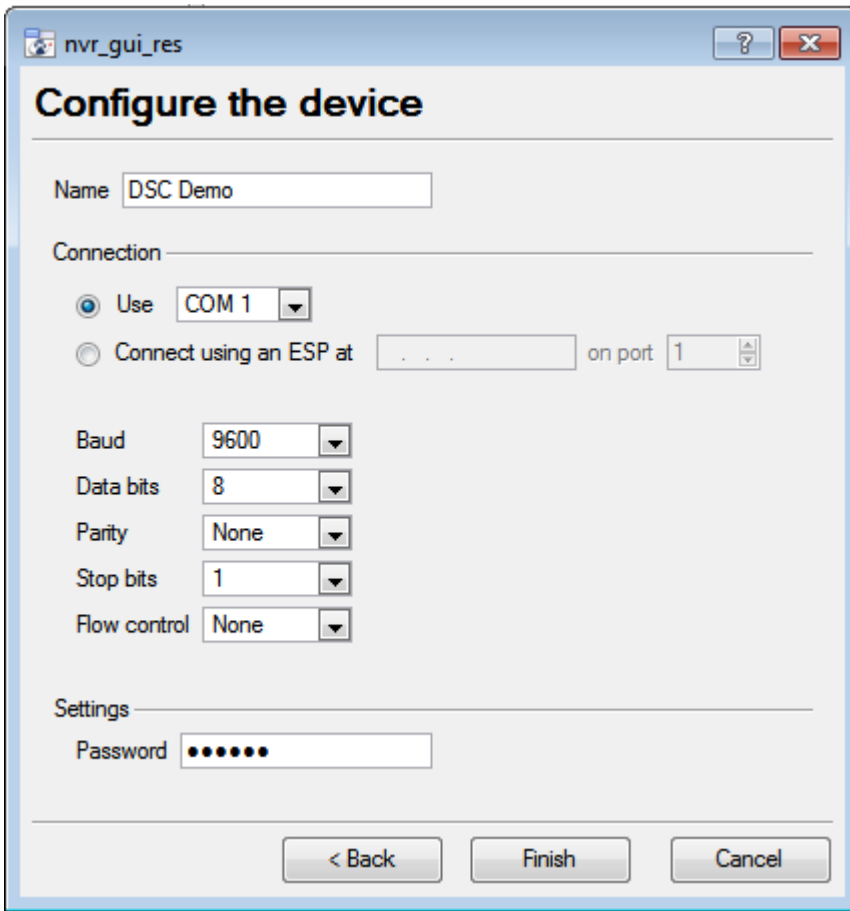 nvr_gui_res
Configure the device
Name DSC Demo
Connection
Use COM 1
Connect using an ESP at . . . on port 1
Baud 9600
Data bits 8
Parity None
Stop bits 1
Flow control None
Settings
Password ●●●●●●
< Back Finish Cancel